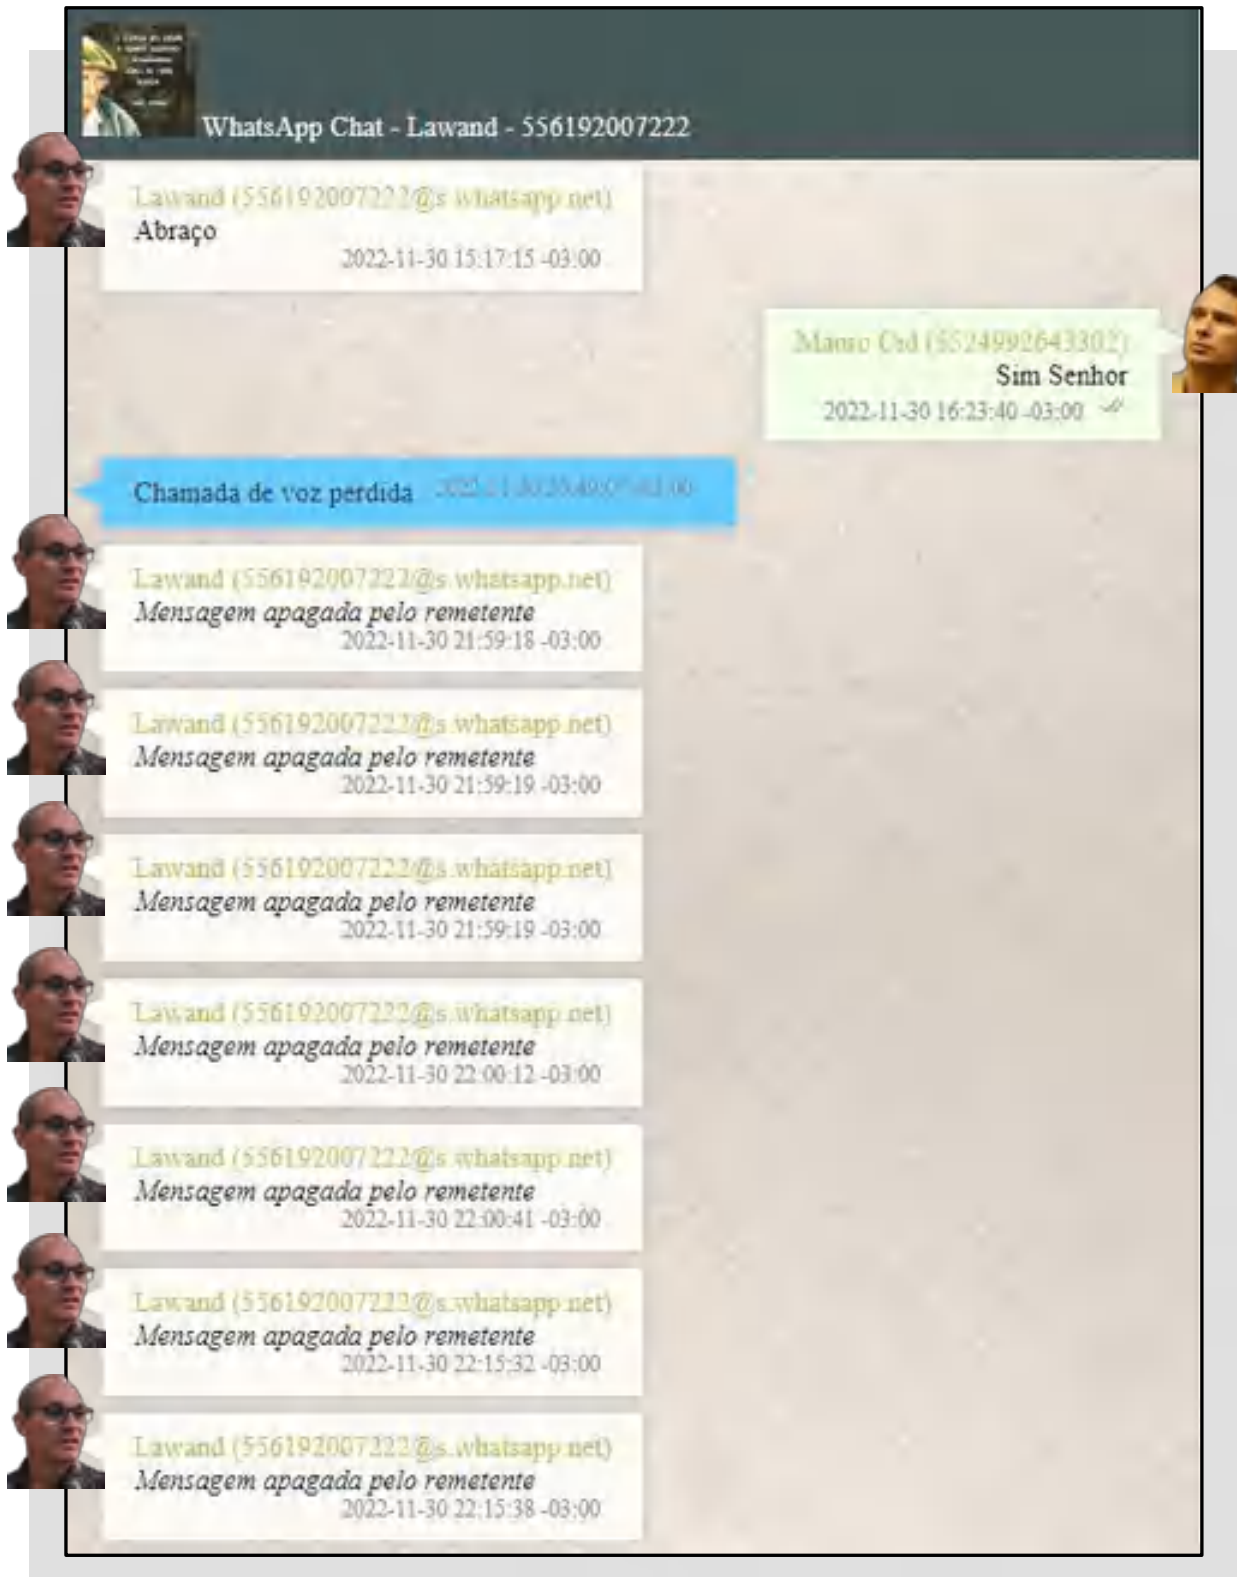 WhatsApp Chat - Lawand - 556192007222
Lawand (556192007222@s.whatsapp.net)
Abraço
2022-11-30 15:17:15 -03:00
Mauro Cid (5524992643302)
Sim Senhor
2022-11-30 16:23:40 -03:00
Chamada de voz perdida
Lawand (556192007222@s.whatsapp.net)
Mensagem apagada pelo remetente
2022-11-30 21:59:18 -03:00
Lawand (556192007222@s.whatsapp.net)
Mensagem apagada pelo remetente
2022-11-30 21:59:19 -03:00
Lawand (556192007222@s.whatsapp.net)
Mensagem apagada pelo remetente
2022-11-30 21:59:19 -03:00
Lawand (556192007222@s.whatsapp.net)
Mensagem apagada pelo remetente
2022-11-30 22:00:12 -03:00
Lawand (556192007222@s.whatsapp.net)
Mensagem apagada pelo remetente
2022-11-30 22:00:41 -03:00
Lawand (556192007222@s.whatsapp.net)
Mensagem apagada pelo remetente
2022-11-30 22:15:32 -03:00
Lawand (556192007222@s.whatsapp.net)
Mensagem apagada pelo remetente
2022-11-30 22:15:38 -03:00